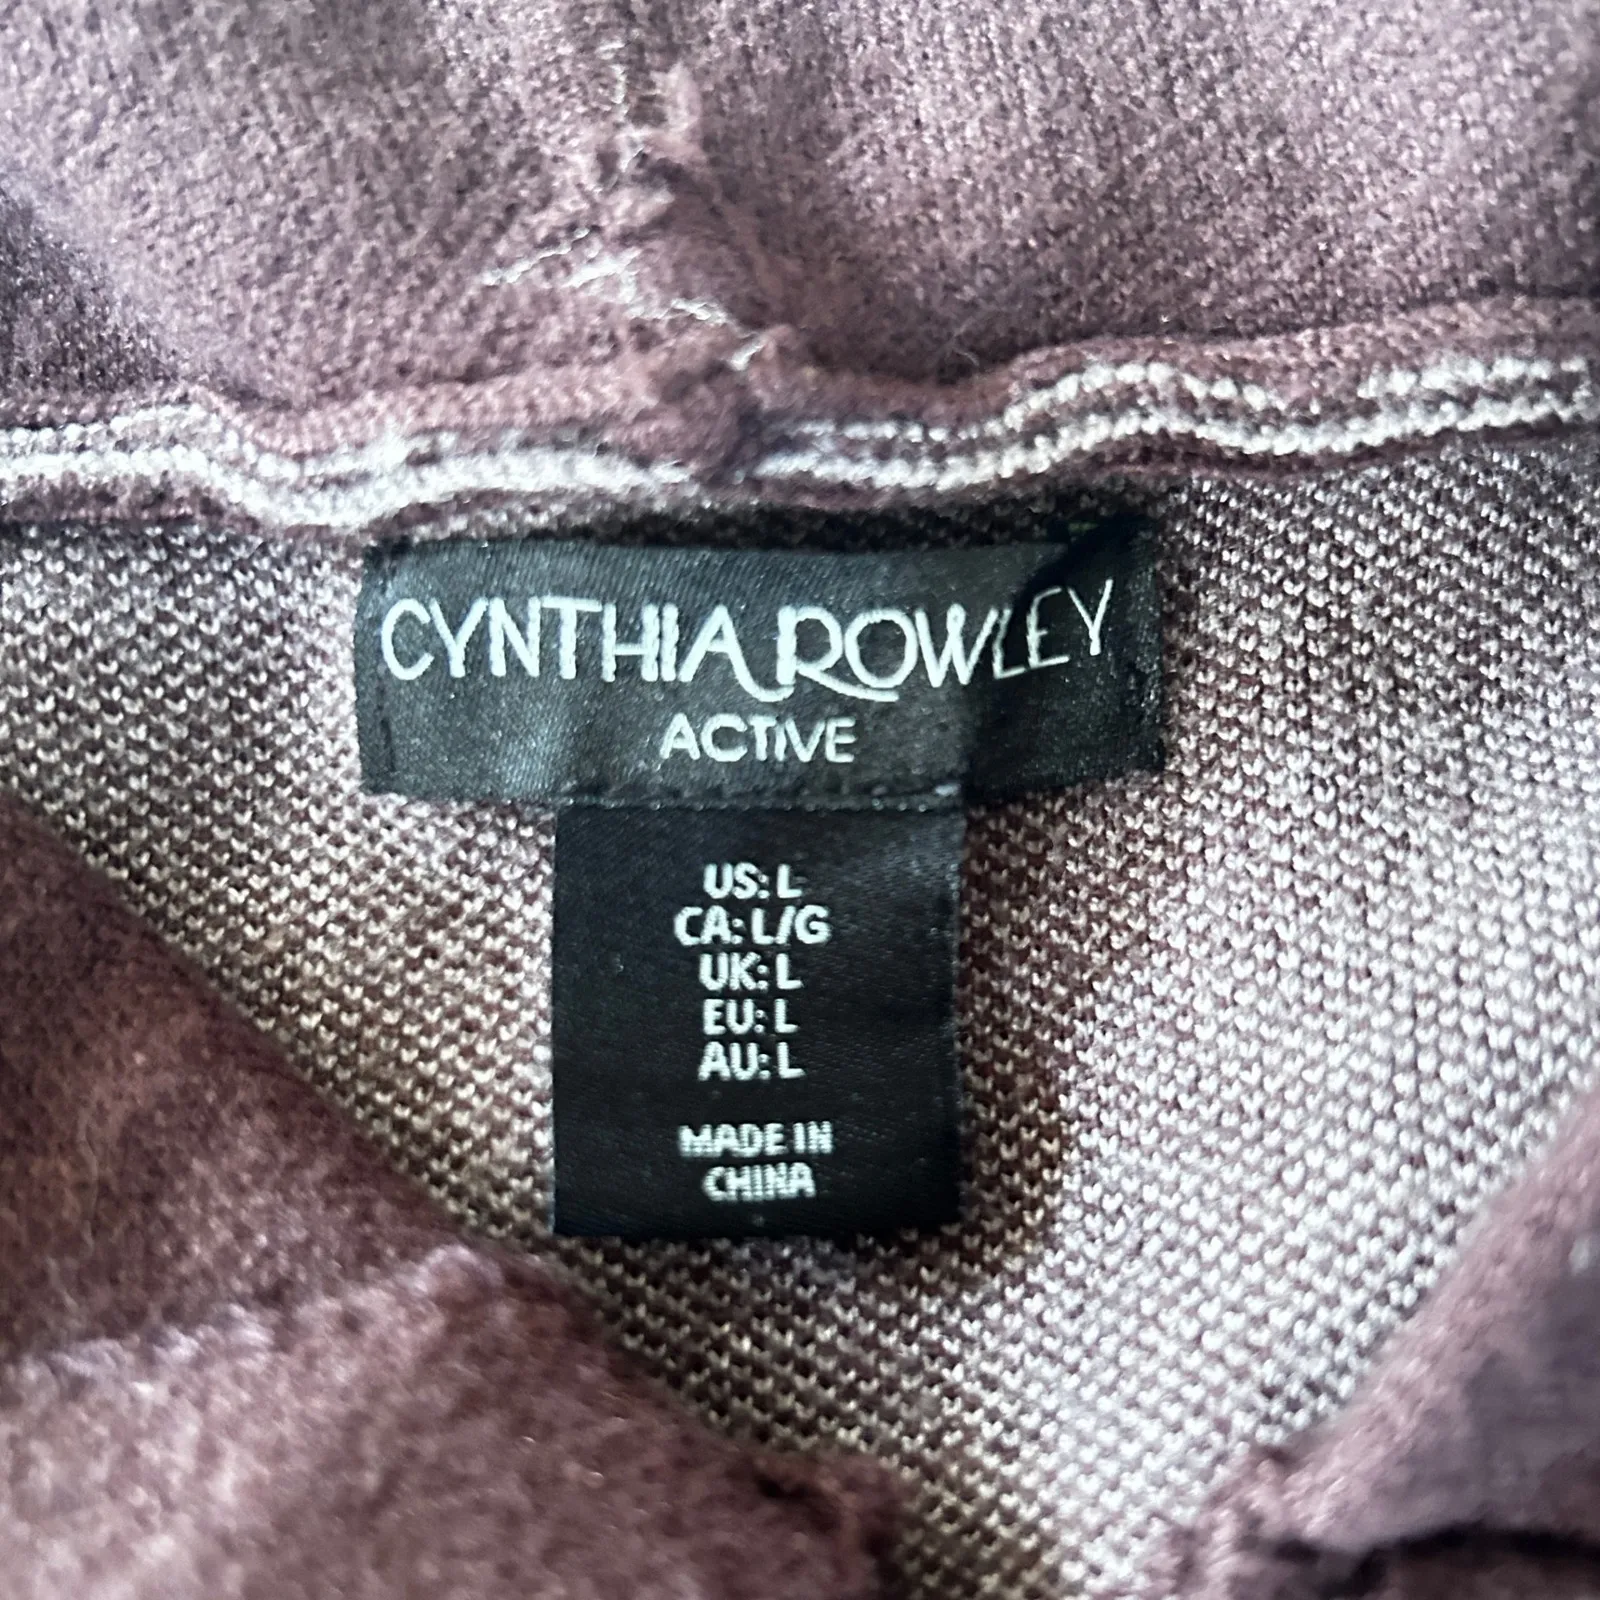 CYNTHIA ROWLEY
ACTIVE
US: L
CA: L/G
UK: L
EU: L
AU: L
MADE IN
CHINA